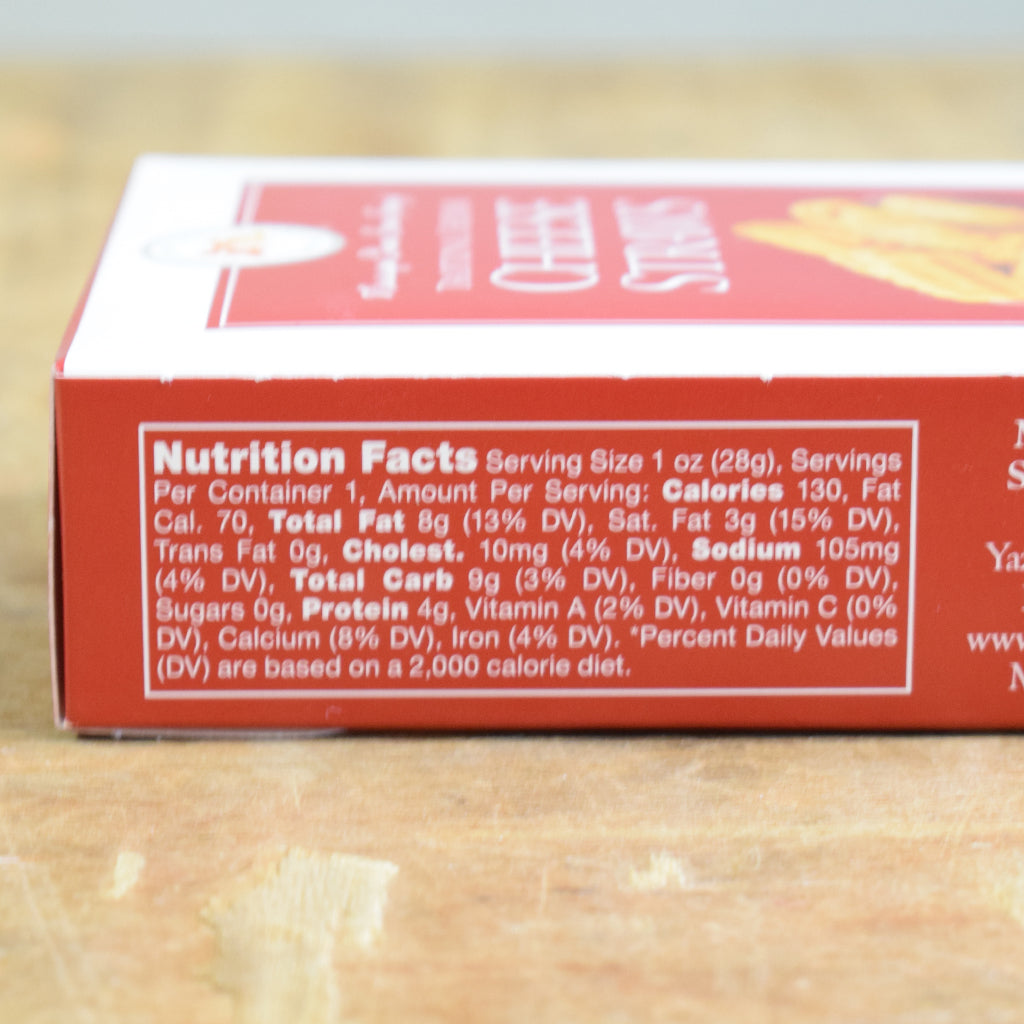 CHEESE
STRAWS
Nutrition Facts Serving Size 1 oz (28g), Servings
Per Container 1, Amount Per Serving: Calories 130, Fat
Cal. 70, Total Fat 8g (13% DV), Sat. Fat 3g (15% DV),
Trans Fat 0g, Cholest. 10mg (4% DV), Sodium 105mg
(4% DV), Total Carb 9g (3% DV), Fiber 0g (0% DV),
Sugars 0g, Protein 4g, Vitamin A (2% DV), Vitamin C (0%
DV), Calcium (8% DV), Iron (4% DV), *Percent Daily Values
(DV) are based on a 2,000 calorie diet.